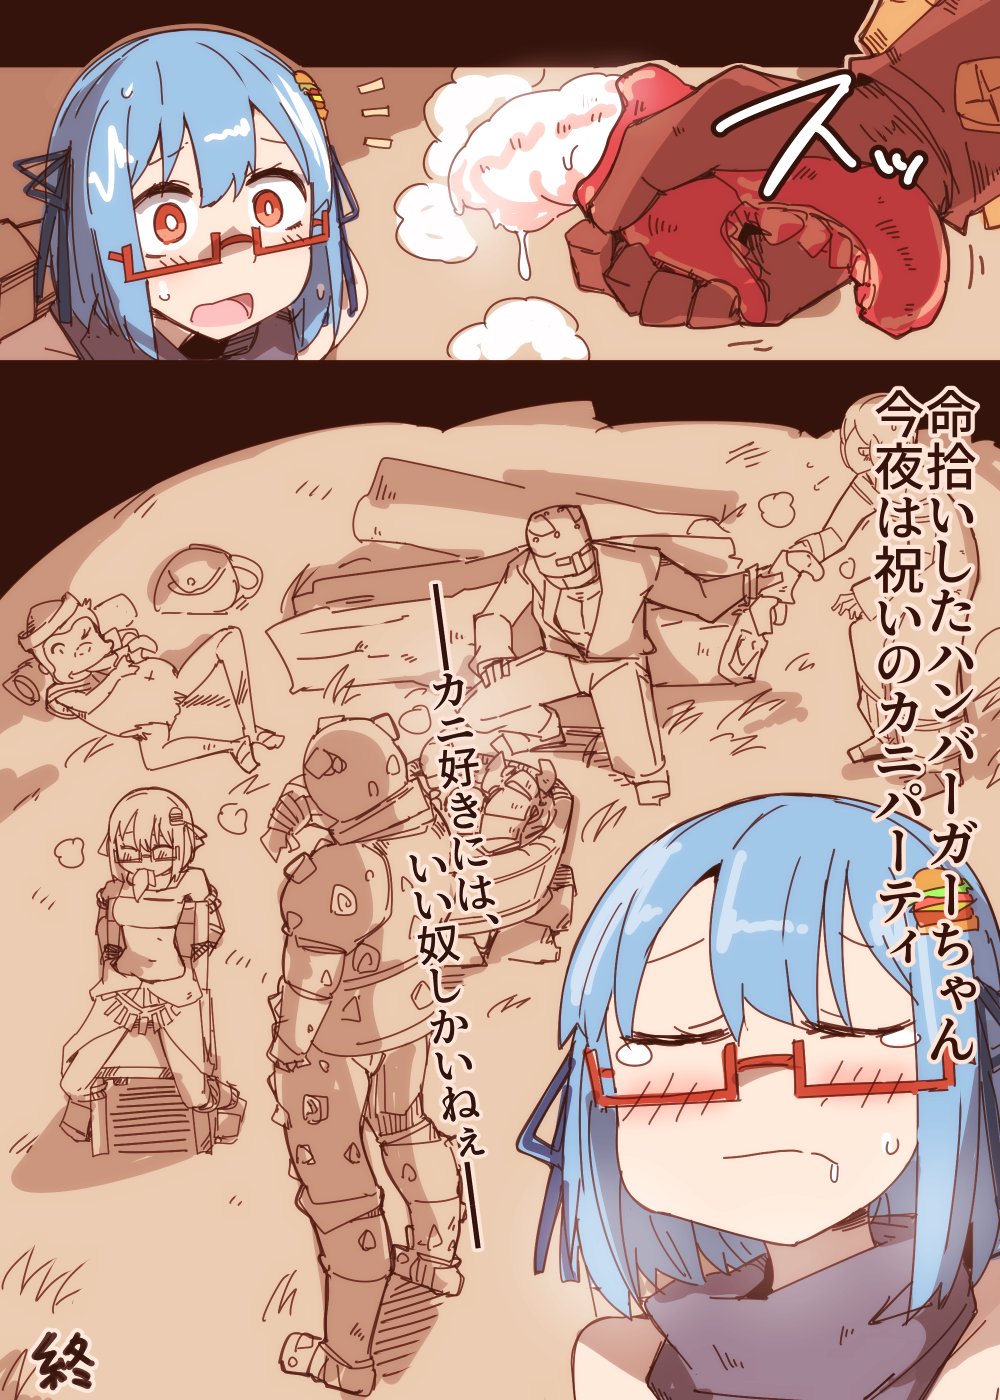 スッ
命拾いしたハンバーガーちゃん
今夜は祝いのカニパーティ
――カニ好きには、
いい奴しかいねぇ――
終